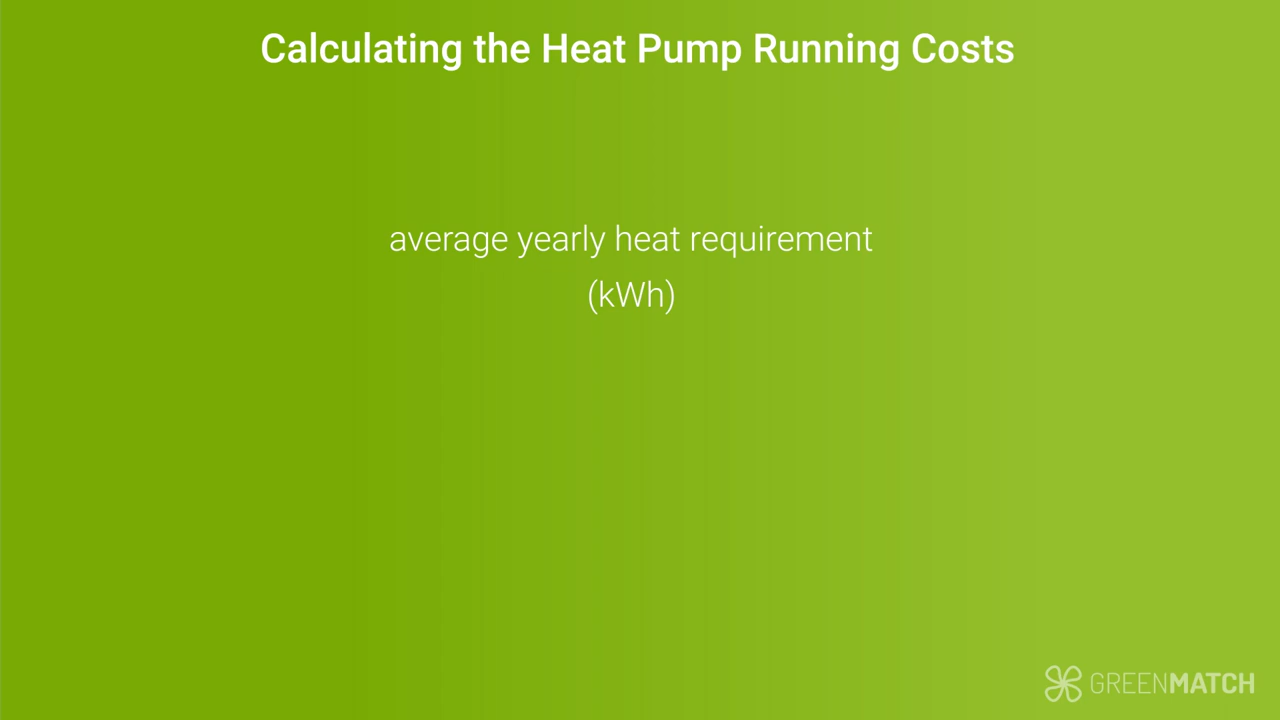 Calculating the Heat Pump Running Costs
average yearly heat requirement
(kWh)
GREENMATCH